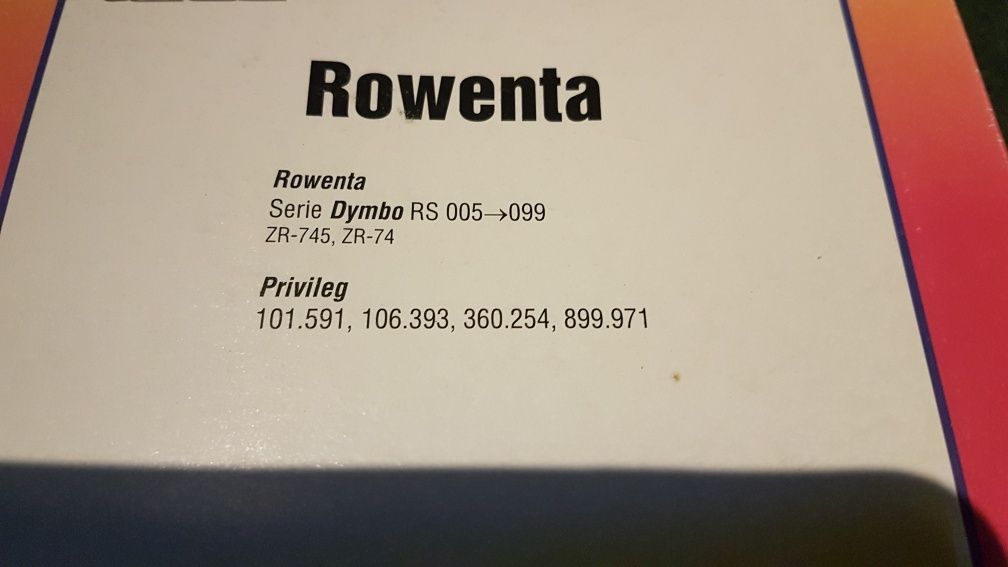 Rowenta
Rowenta
Serie Dymbo RS 005→099
ZR-745, ZR-74
Privileg
101.591, 106.393, 360.254, 899.971